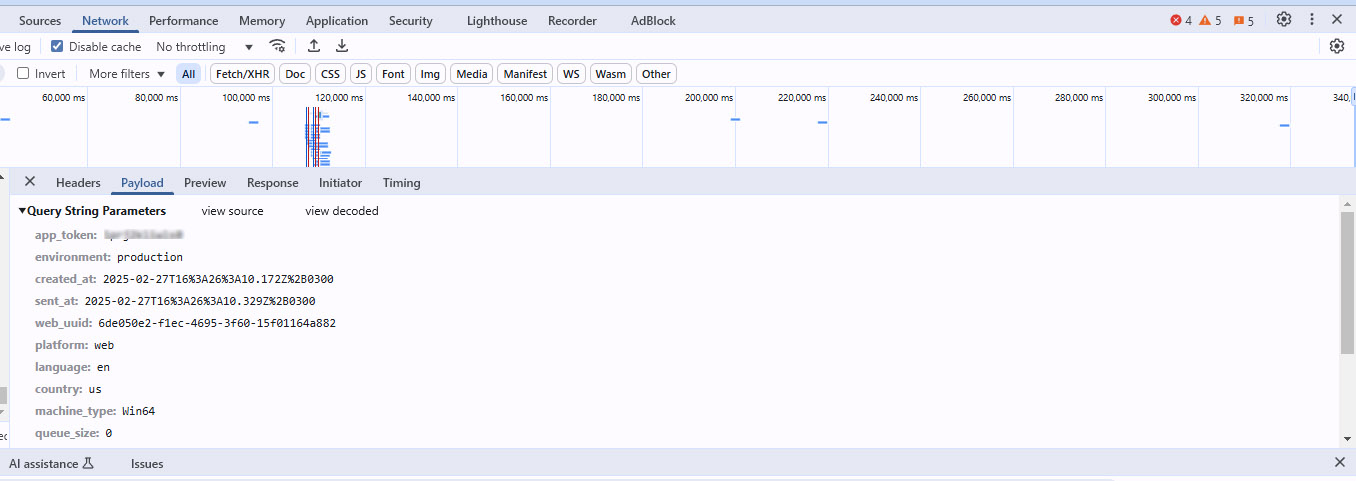 Sources Network Performance Memory Application Security Lighthouse Recorder AdBlock 4 5 5
ve log Disable cache No throttling
Invert More filters All Fetch/XHR Doc CSS JS Font Img Media Manifest WS Wasm Other
60,000 ms 80,000 ms 100,000 ms 120,000 ms 140,000 ms 160,000 ms 180,000 ms 200,000 ms 220,000 ms 240,000 ms 260,000 ms 280,000 ms 300,000 ms 320,000 ms 340,
Headers Payload Preview Response Initiator Timing
Query String Parameters view source view decoded
app_token:
environment: production
created_at: 2025-02-27T16%3A26%3A10.172Z%2B0300
sent_at: 2025-02-27T16%3A26%3A10.329Z%2B0300
web_uuid: 6de050e2-f1ec-4695-3f60-15f01164a882
platform: web
language: en
country: us
machine_type: Win64
queue_size: 0
AI assistance Issues